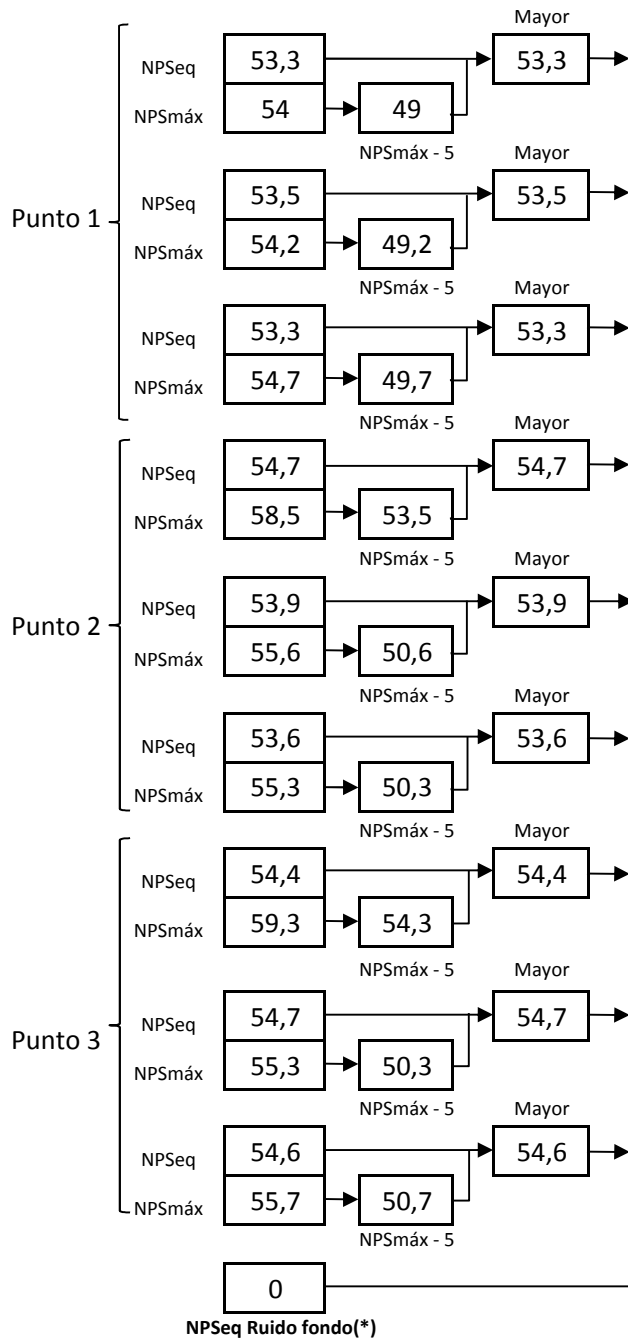 Mayor
NPSeq 53,3 53,3
NPSmáx 54 49
NPSmáx - 5
Mayor
Punto 1
NPSeq 53,5 53,5
NPSmáx 54,2 49,2
NPSmáx - 5
Mayor
NPSeq 53,3 53,3
NPSmáx 54,7 49,7
NPSmáx - 5
Mayor
NPSeq 54,7 54,7
NPSmáx 58,5 53,5
NPSmáx - 5
Mayor
Punto 2
NPSeq 53,9 53,9
NPSmáx 55,6 50,6
NPSmáx - 5
Mayor
NPSeq 53,6 53,6
NPSmáx 55,3 50,3
NPSmáx - 5
Mayor
NPSeq 54,4 54,4
NPSmáx 59,3 54,3
NPSmáx - 5
Mayor
Punto 3
NPSeq 54,7 54,7
NPSmáx 55,3 50,3
NPSmáx - 5
Mayor
NPSeq 54,6 54,6
NPSmáx 55,7 50,7
NPSmáx - 5
0
NPSeq Ruido fondo(*)